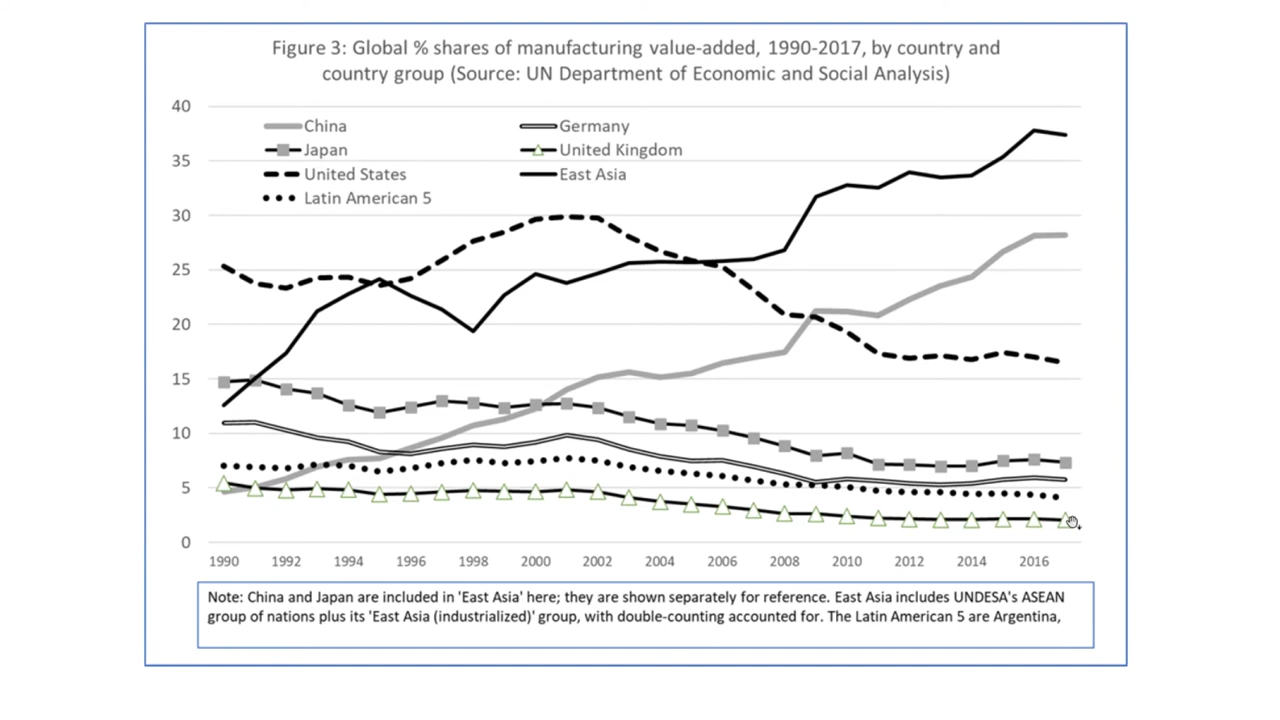 Figure 3: Global % shares of manufacturing value-added, 1990-2017, by country and
country group (Source: UN Department of Economic and Social Analysis)
40
35
30
25
20
15
10
5
0
China
Germany
Japan
United Kingdom
United States
East Asia
Latin American 5
1990 1992 1994 1996 1998 2000 2002 2004 2006 2008 2010 2012 2014 2016
Note: China and Japan are included in 'East Asia' here; they are shown separately for reference. East Asia includes UNDESA's ASEAN
group of nations plus its 'East Asia (industrialized)' group, with double-counting accounted for. The Latin American 5 are Argentina,